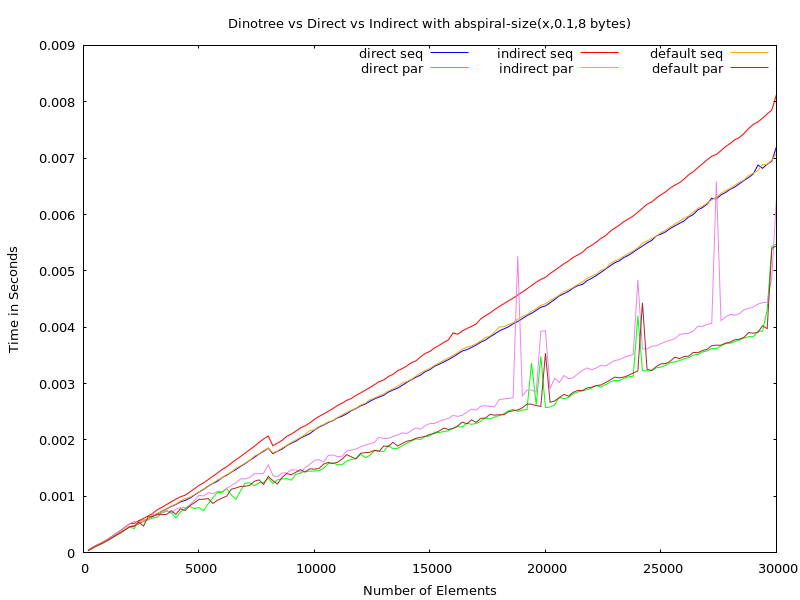 Dinotree vs Direct vs Indirect with abspiral-size(x,0.1,8 bytes)
direct seq indirect seq default seq
direct par indirect par default par
0.009
0.008
0.007
0.006
0.005
0.004
0.003
0.002
0.001
0
Time in Seconds
0 5000 10000 15000 20000 25000 30000
Number of Elements